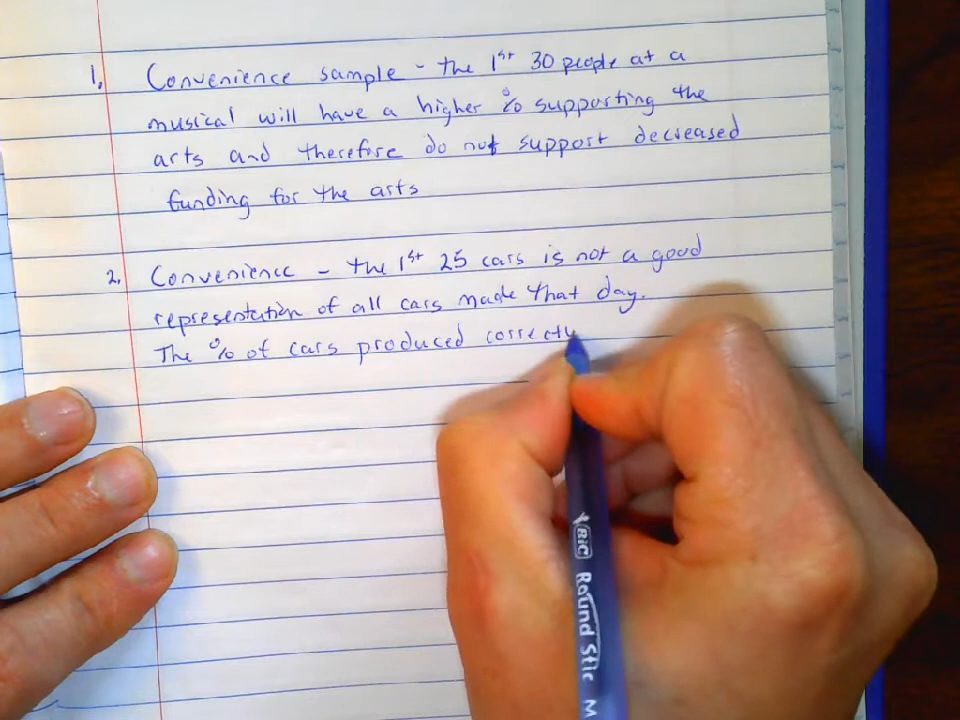 1. Convenience sample - the 1st 30 people at a
musical will have a higher % supporting the
arts and therefore do not support decreased
funding for the arts
2. Convenience - the 1st 25 cars is not a good
representation of all cars made that day.
The % of cars produced correctly
BIC Round Stic M